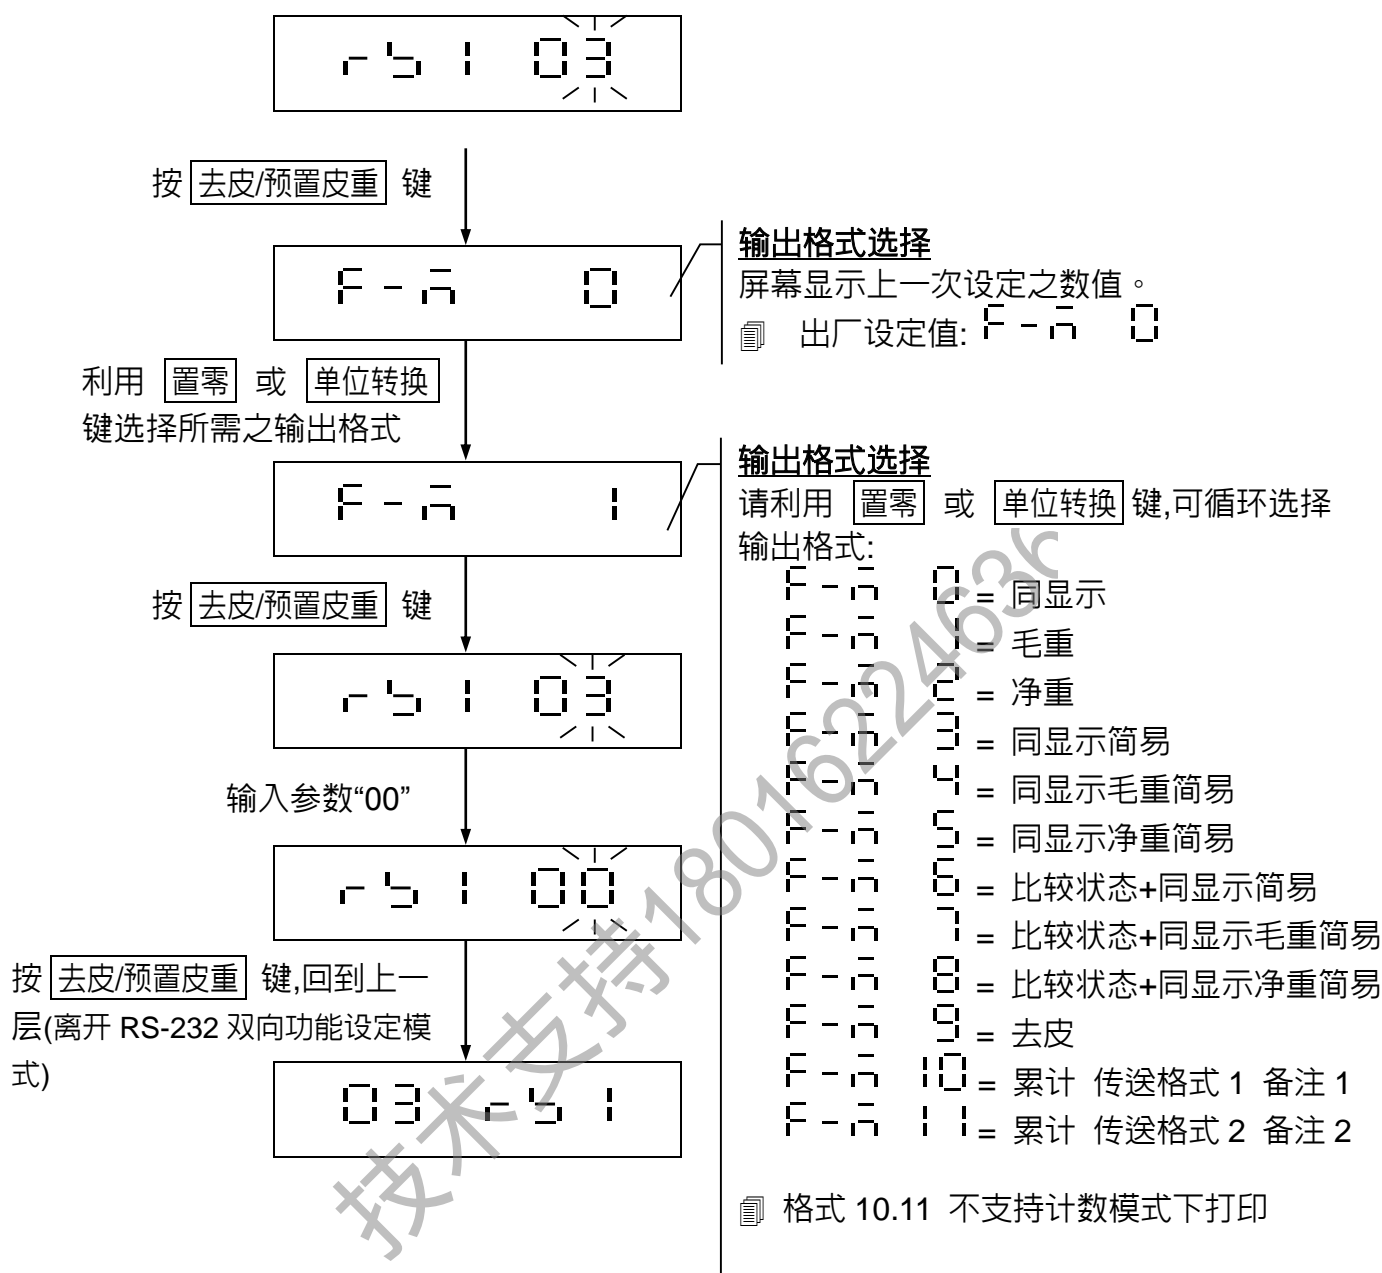 rS1 03
按 去皮/预置皮重 键
F-m 0
输出格式选择
屏幕显示上一次设定之数值。
出厂设定值: F-m 0
利用 置零 或 单位转换
键选择所需之输出格式
F-m 1
输出格式选择
请利用 置零 或 单位转换 键,可循环选择
输出格式:
F-m 0 = 同显示
F-m 1 = 毛重
F-m 2 = 净重
F-m 3 = 同显示简易
F-m 4 = 同显示毛重简易
F-m 5 = 同显示净重简易
F-m 6 = 比较状态+同显示简易
F-m 7 = 比较状态+同显示毛重简易
F-m 8 = 比较状态+同显示净重简易
F-m 9 = 去皮
F-m 10 = 累计 传送格式 1 备注 1
F-m 11 = 累计 传送格式 2 备注 2
格式 10.11 不支持计数模式下打印
按 去皮/预置皮重 键
rS1 03
输入参数“00”
rS1 00
按 去皮/预置皮重 键,回到上一
层(离开 RS-232 双向功能设定模
式)
03 rS1
技术支持18016224636